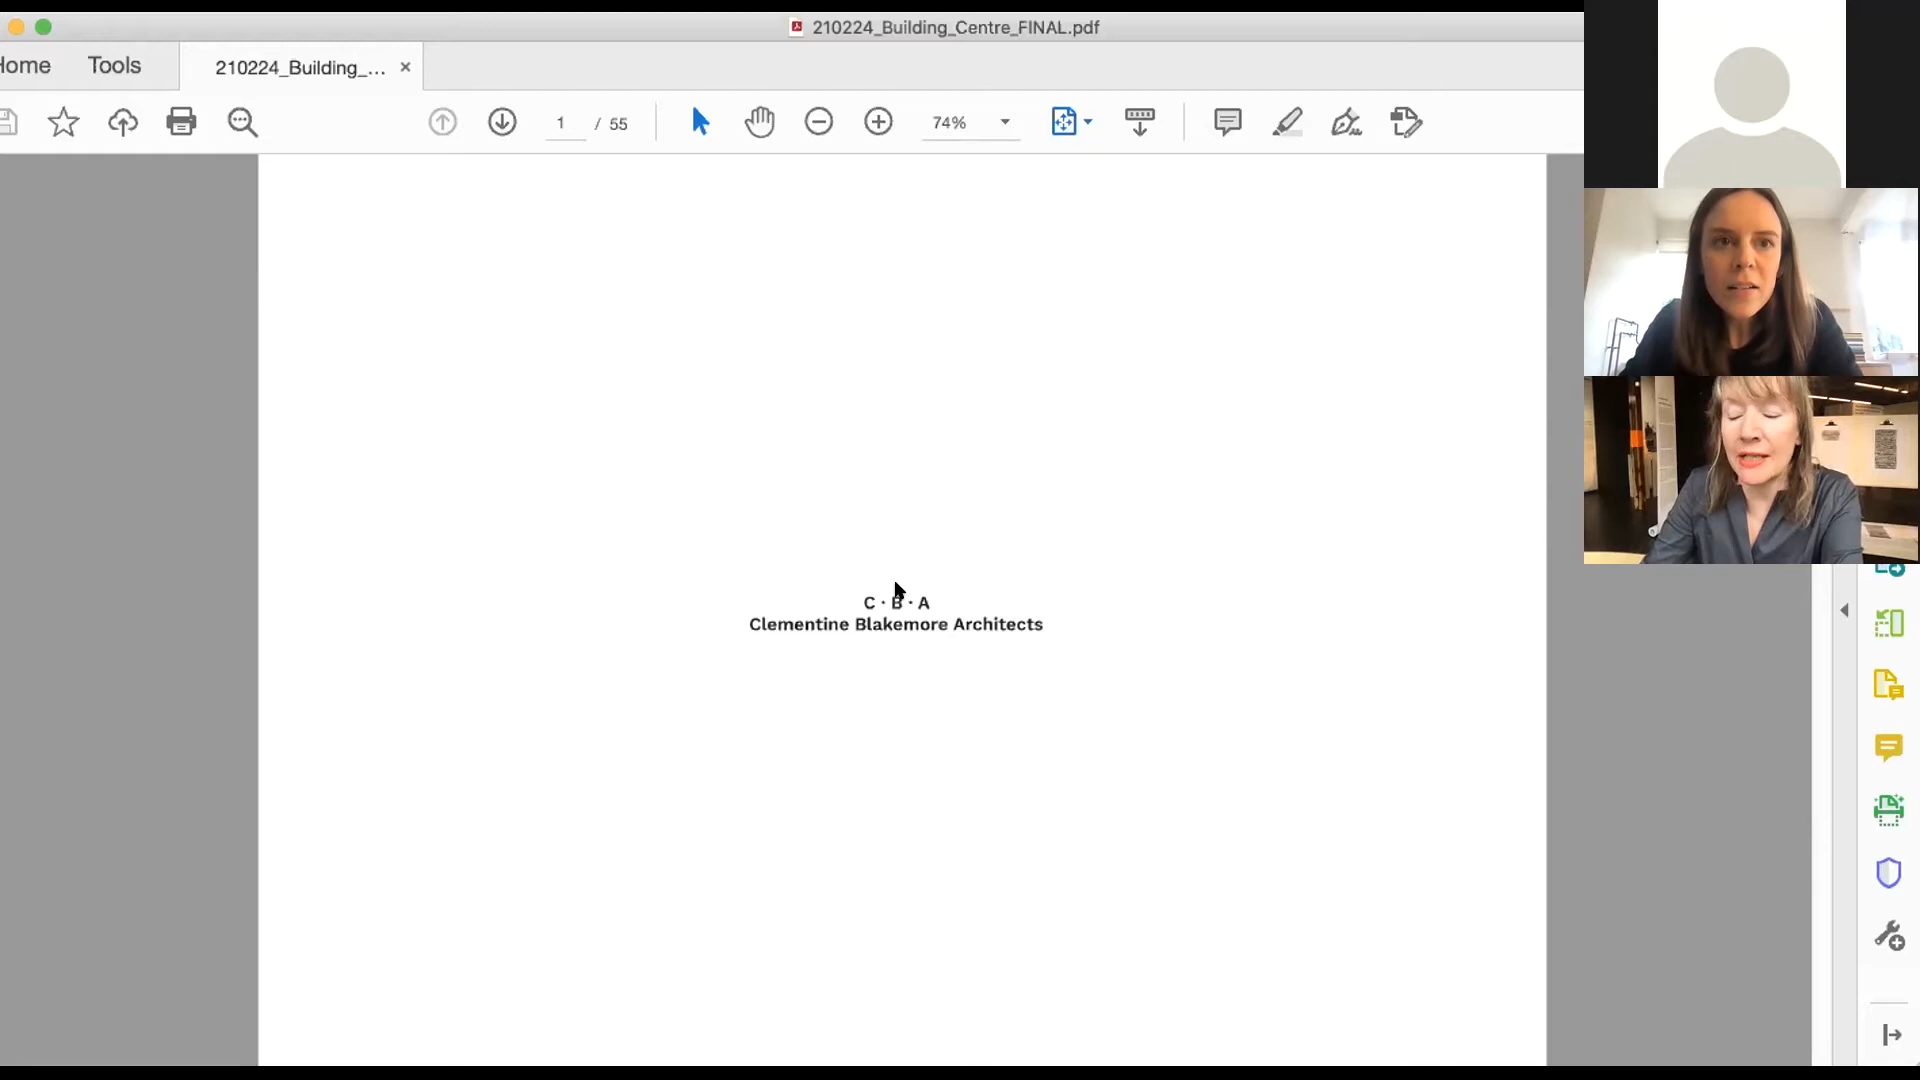 210224_Building_Centre_FINAL.pdf
Home Tools 210224_Building_... ×
1 / 55 74%
C · B · A
Clementine Blakemore Architects